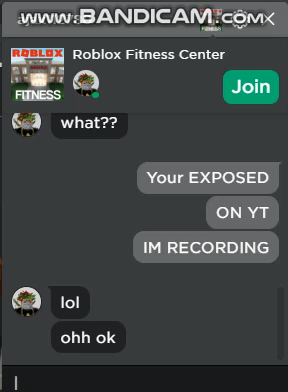 www.BANDICAM.COM
ROBLOX
FITNESS
Roblox Fitness Center
Join
what??
Your EXPOSED
ON YT
IM RECORDING
lol
ohh ok